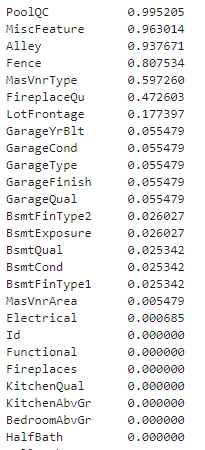 PoolQC 0.995205
MiscFeature 0.963014
Alley 0.937671
Fence 0.807534
MasVnrType 0.597260
FireplaceQu 0.472603
LotFrontage 0.177397
GarageYrBlt 0.055479
GarageCond 0.055479
GarageType 0.055479
GarageFinish 0.055479
GarageQual 0.055479
BsmtFinType2 0.026027
BsmtExposure 0.026027
BsmtQual 0.025342
BsmtCond 0.025342
BsmtFinType1 0.025342
MasVnrArea 0.005479
Electrical 0.000685
Id 0.000000
Functional 0.000000
Fireplaces 0.000000
KitchenQual 0.000000
KitchenAbvGr 0.000000
BedroomAbvGr 0.000000
HalfBath 0.000000